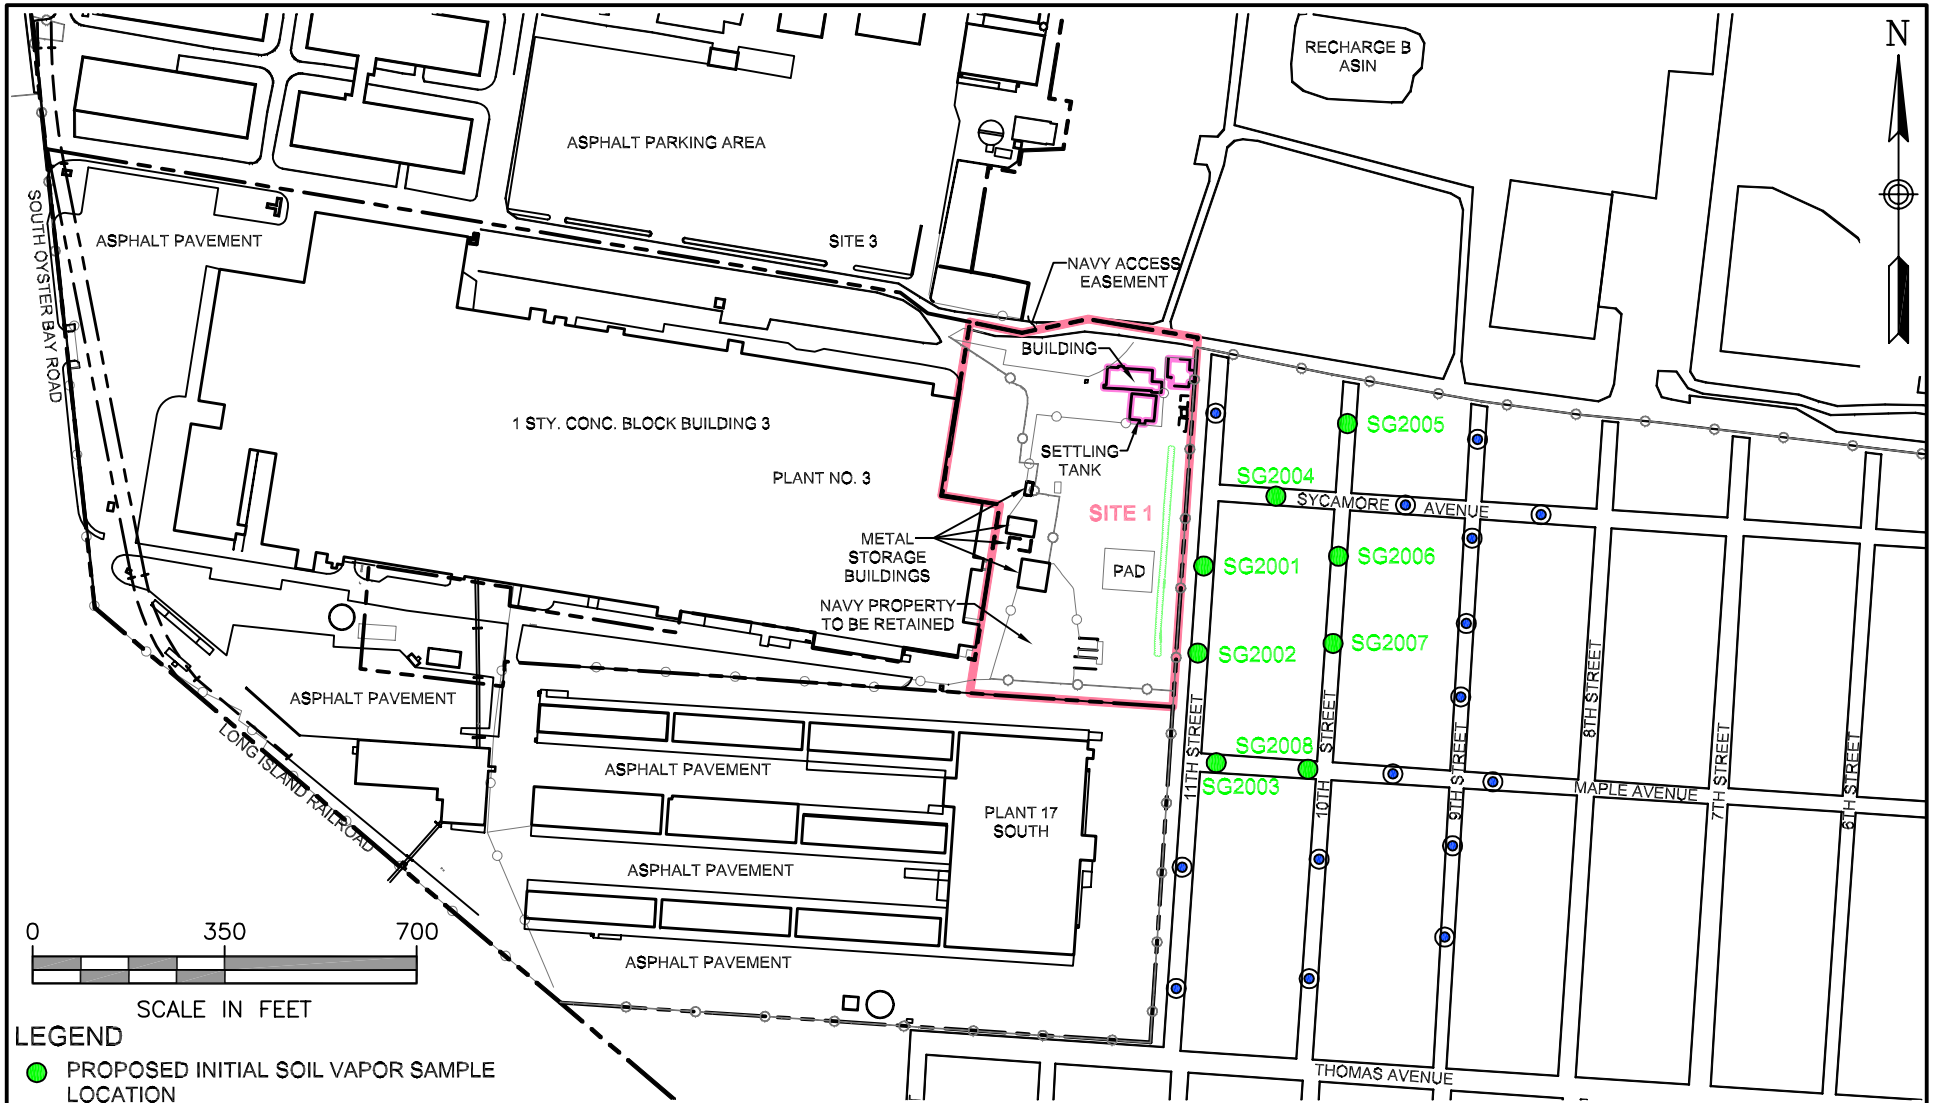 RECHARGE B
ASIN
N
ASPHALT PARKING AREA
SOUTH OYSTER BAY ROAD
ASPHALT PAVEMENT
SITE 3
NAVY ACCESS
EASEMENT
BUILDING
1 STY. CONC. BLOCK BUILDING 3
SG2005
SETTLING
TANK
PLANT NO. 3
SG2004
SYCAMORE AVENUE
SITE 1
METAL
STORAGE
BUILDINGS
PAD
SG2001
SG2006
NAVY PROPERTY
TO BE RETAINED
SG2002
SG2007
ASPHALT PAVEMENT
LONG ISLAND RAILROAD
11TH STREET
10TH STREET
9TH STREET
8TH STREET
7TH STREET
6TH STREET
SG2008
SG2003
MAPLE AVENUE
ASPHALT PAVEMENT
PLANT 17
SOUTH
ASPHALT PAVEMENT
ASPHALT PAVEMENT
THOMAS AVENUE
0 350 700
SCALE IN FEET
LEGEND
PROPOSED INITIAL SOIL VAPOR SAMPLE
LOCATION